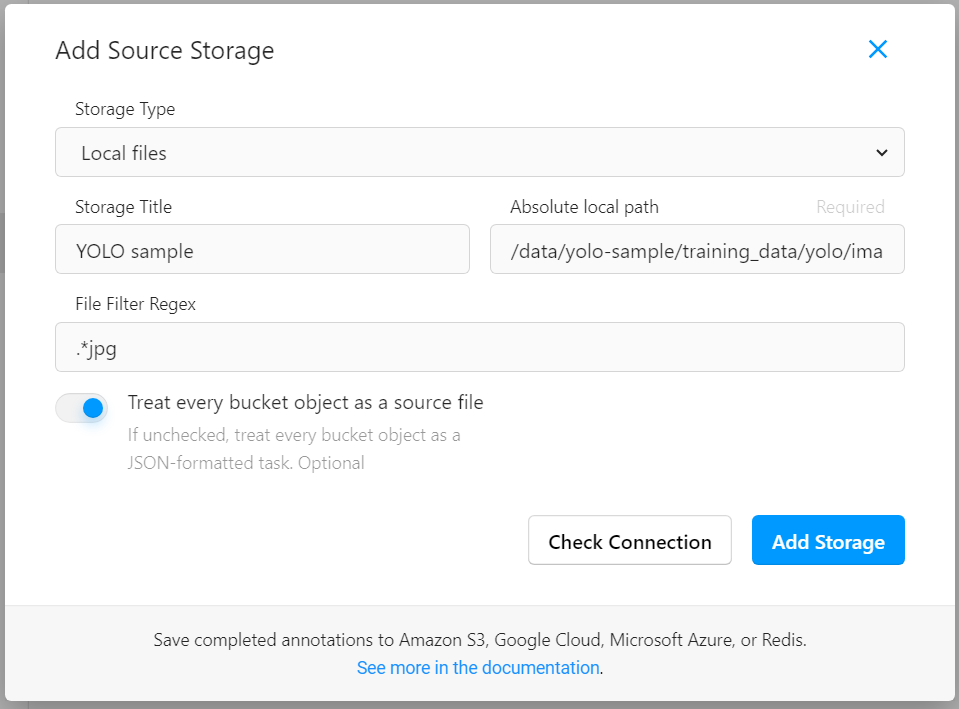 Add Source Storage
Storage Type
Local files
Storage Title
Absolute local path
Required
YOLO sample
/data/yolo-sample/training_data/yolo/ima
File Filter Regex
.*jpg
Treat every bucket object as a source file
If unchecked, treat every bucket object as a
JSON-formatted task. Optional
Check Connection
Add Storage
Save completed annotations to Amazon S3, Google Cloud, Microsoft Azure, or Redis.
See more in the documentation.